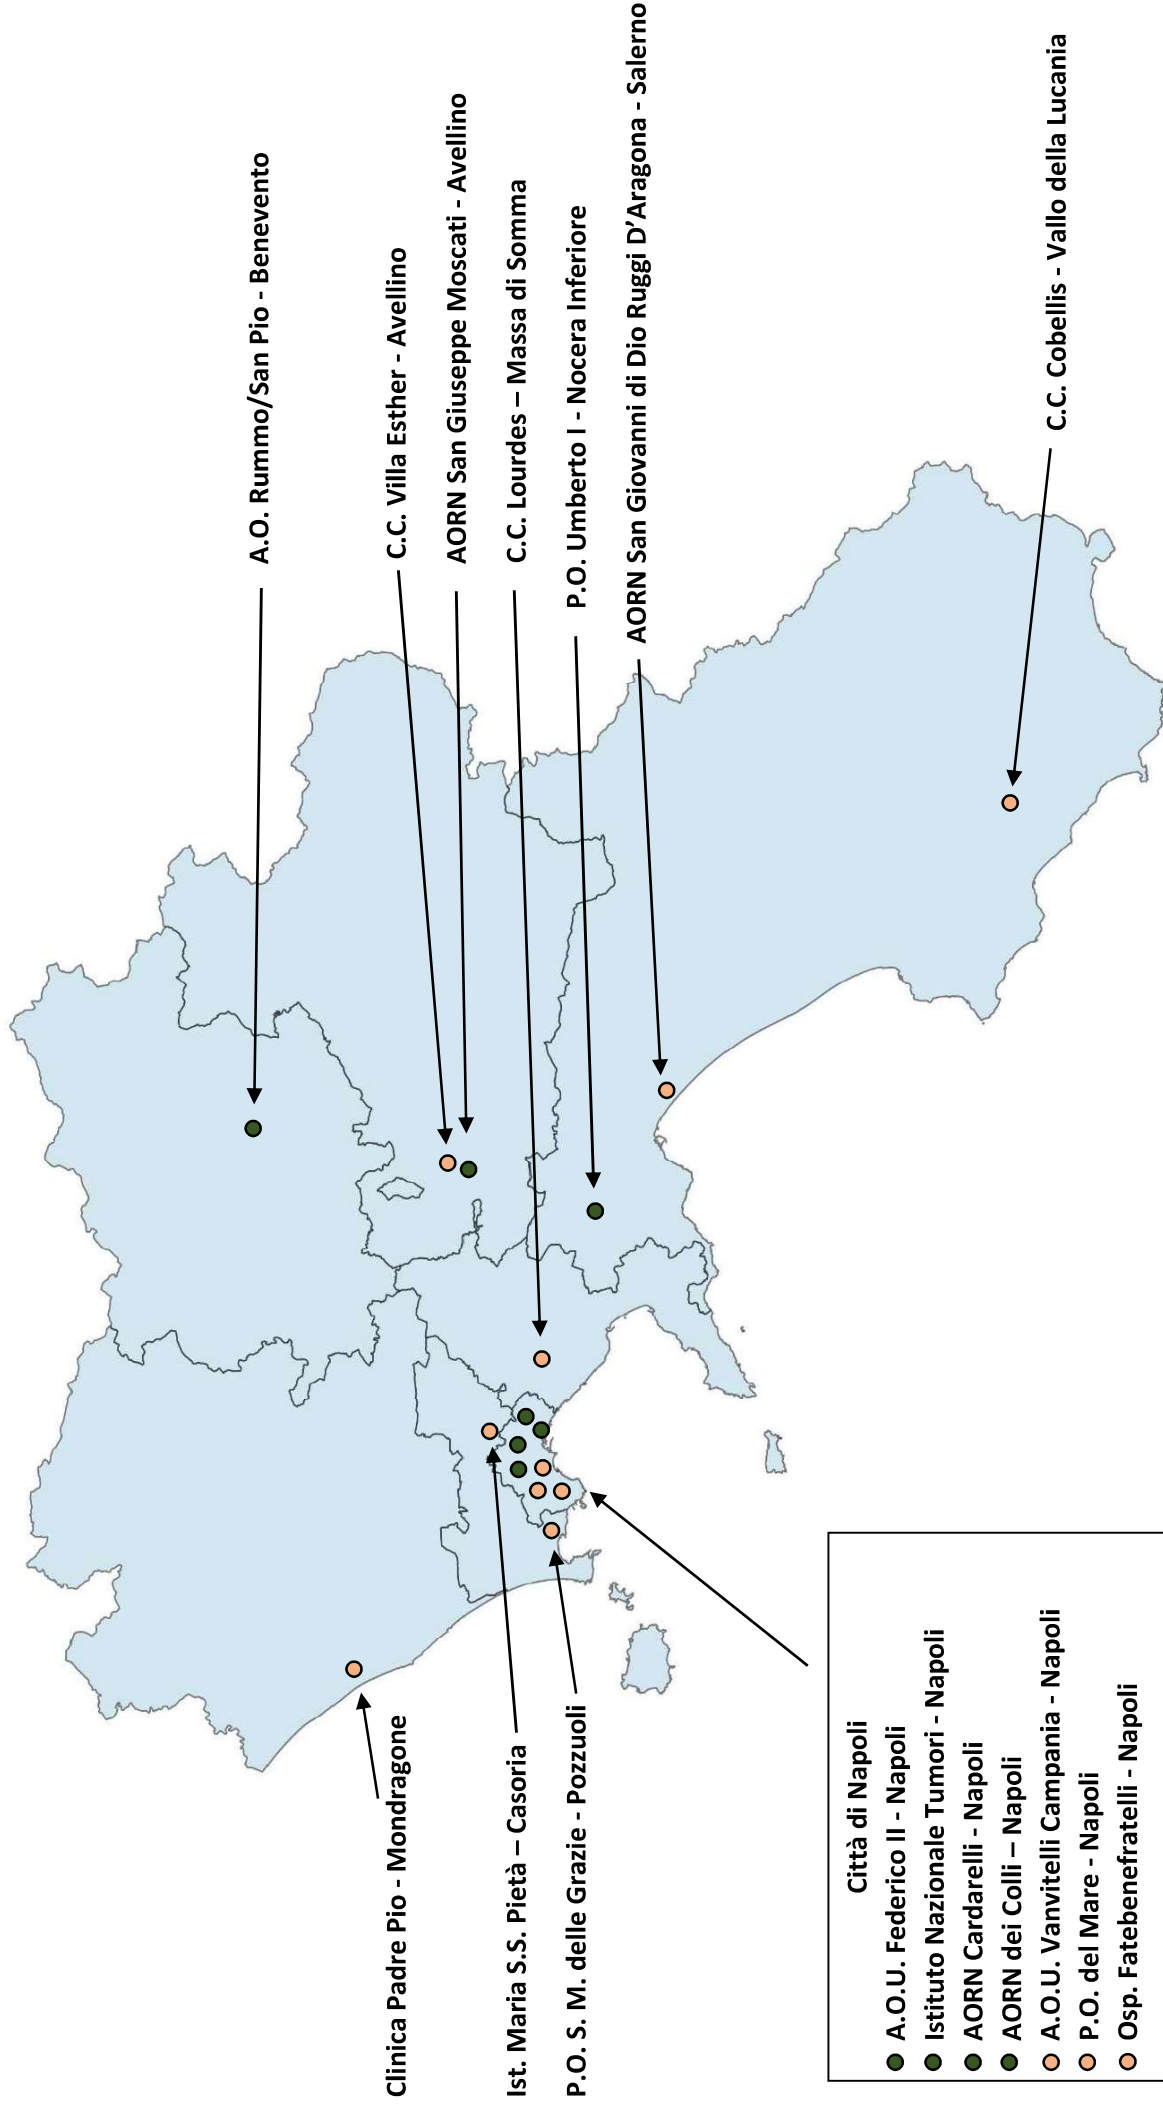 A.O. Rummo/San Pio - Benevento
C.C. Villa Esther - Avellino
AORN San Giuseppe Moscati - Avellino
C.C. Lourdes – Massa di Somma
P.O. Umberto I - Nocera Inferiore
AORN San Giovanni di Dio Ruggi D’Aragona - Salerno
C.C. Cobellis - Vallo della Lucania
Clinica Padre Pio - Mondragone
Ist. Maria S.S. Pietà – Casoria
P.O. S. M. delle Grazie - Pozzuoli
Città di Napoli
A.O.U. Federico II - Napoli
Istituto Nazionale Tumori - Napoli
AORN Cardarelli - Napoli
AORN dei Colli – Napoli
A.O.U. Vanvitelli Campania - Napoli
P.O. del Mare - Napoli
Osp. Fatebenefratelli - Napoli